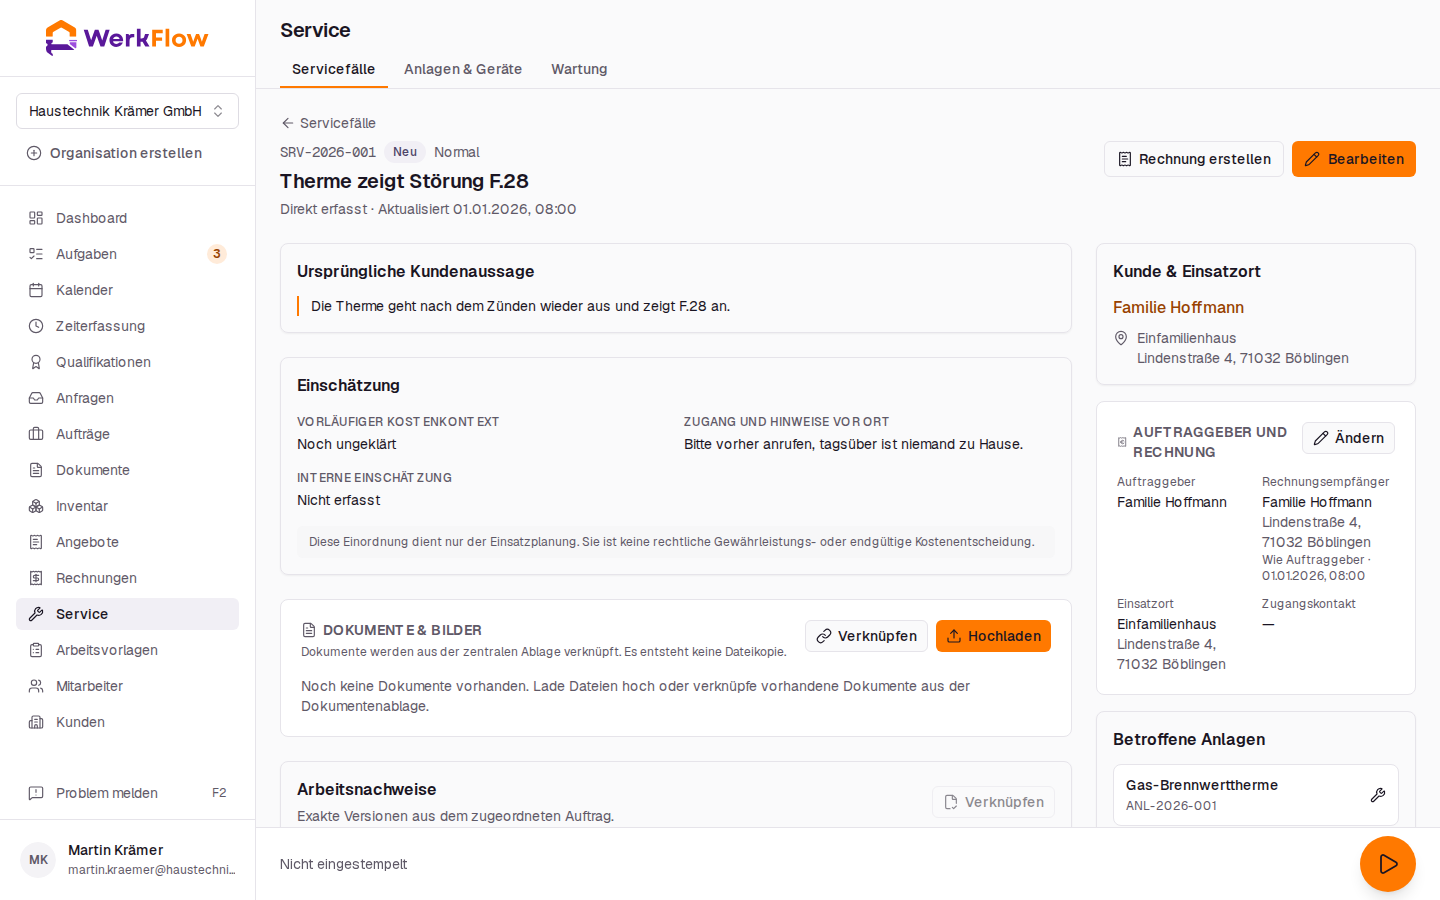 WerkFlow
Haustechnik Krämer GmbH
Organisation erstellen
Dashboard
Aufgaben 3
Kalender
Zeiterfassung
Qualifikationen
Anfragen
Aufträge
Dokumente
Inventar
Angebote
Rechnungen
Service
Arbeitsvorlagen
Mitarbeiter
Kunden
Problem melden F2
MK
Martin Krämer
martin.kraemer@haustechni...
Service
Servicefälle Anlagen & Geräte Wartung
Servicefälle
SRV-2026-001 Neu Normal
Therme zeigt Störung F.28
Direkt erfasst · Aktualisiert 01.01.2026, 08:00
Rechnung erstellen Bearbeiten
Ursprüngliche Kundenaussage
Die Therme geht nach dem Zünden wieder aus und zeigt F.28 an.
Einschätzung
VORLÄUFIGER KOSTENKONTEXT
Noch ungeklärt
ZUGANG UND HINWEISE VOR ORT
Bitte vorher anrufen, tagsüber ist niemand zu Hause.
INTERNE EINSCHÄTZUNG
Nicht erfasst
Diese Einordnung dient nur der Einsatzplanung. Sie ist keine rechtliche Gewährleistungs- oder endgültige Kostenentscheidung.
DOKUMENTE & BILDER
Dokumente werden aus der zentralen Ablage verknüpft. Es entsteht keine Dateikopie.
Verknüpfen Hochladen
Noch keine Dokumente vorhanden. Lade Dateien hoch oder verknüpfe vorhandene Dokumente aus der
Dokumentenablage.
Arbeitsnachweise
Exakte Versionen aus dem zugeordneten Auftrag.
Verknüpfen
Kunde & Einsatzort
Familie Hoffmann
Einfamilienhaus
Lindenstraße 4, 71032 Böblingen
AUFTRAGGEBER UND
RECHNUNG
Ändern
Auftraggeber
Familie Hoffmann
Rechnungsempfänger
Familie Hoffmann
Lindenstraße 4,
71032 Böblingen
Wie Auftraggeber ·
01.01.2026, 08:00
Einsatzort
Einfamilienhaus
Lindenstraße 4,
71032 Böblingen
Zugangskontakt
—
Betroffene Anlagen
Gas-Brennwerttherme
ANL-2026-001
Nicht eingestempelt